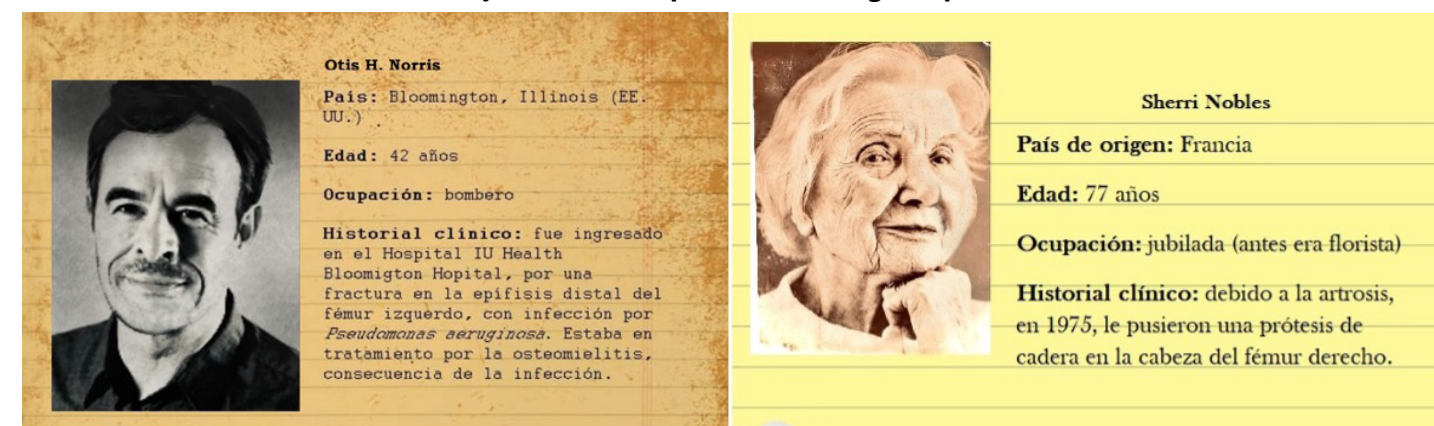 Otis H. Norris
País: Bloomington, Illinois (EE.
UU.)
Edad: 42 años
Ocupación: bombero
Historial clínico: fue ingresado
en el Hospital IU Health
Bloomigton Hopital, por una
fractura en la epífisis distal del
fémur izquerdo, con infección por
Pseudomonas aeruginosa. Estaba en
tratamiento por la osteomielitis,
consecuencia de la infección.
Sherri Nobles
País de origen: Francia
Edad: 77 años
Ocupación: jubilada (antes era florista)
Historial clínico: debido a la artrosis,
en 1975, le pusieron una prótesis de
cadera en la cabeza del fémur derecho.